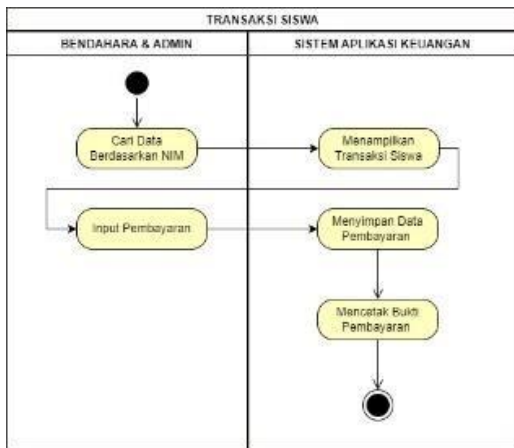 TRANSAKSI SISWA
BENDAHARA & ADMIN
SISTEM APLIKASI KEUANGAN
Cari Data
Berdasarkan NIM
Menampilkan
Transaksi Siswa
Input Pembayaran
Menyimpan Data
Pembayaran
Mencetak Bukti
Pembayaran